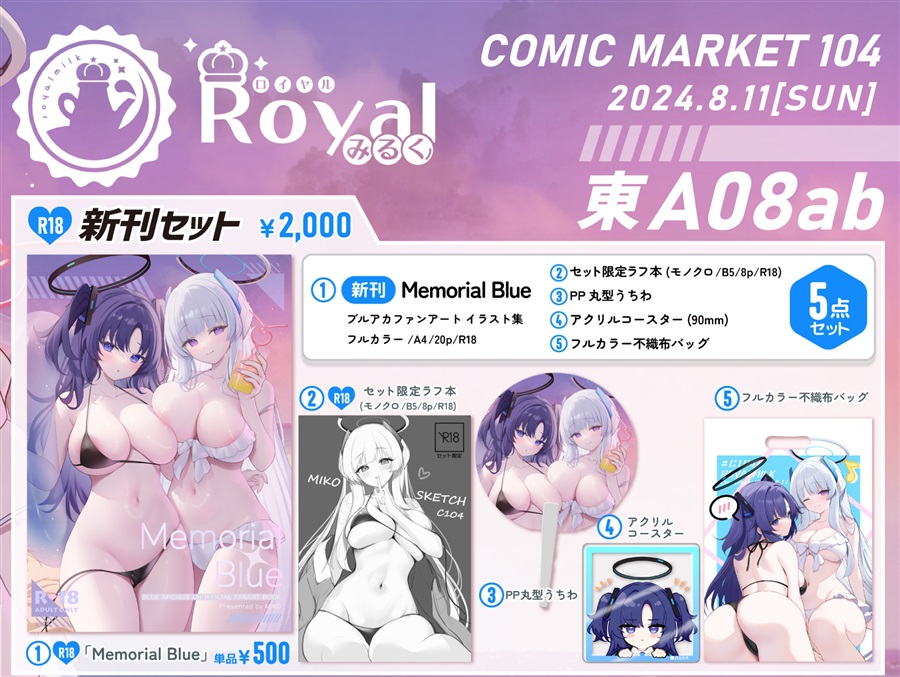 royalmilk
ロイヤル
Royal
みるく
COMIC MARKET 104
2024.8.11[SUN]
東A08ab
R18 新刊セット ¥2,000
① 新刊 Memorial Blue
ブルアカファンアート イラスト集
フルカラー /A4/20p/R18
②セット限定ラフ本 (モノクロ/B5/8p/R18)
③PP 丸型うちわ
④アクリルコースター (90mm)
⑤フルカラー不織布バッグ
5点
セット
Memorial
Blue
BLUE ARCHIVE UNOFFICIAL FANART BOOK
Presented by MIKO
R-18
ADULT ONLY
① R18 「Memorial Blue」 単品¥500
② R18 セット限定ラフ本
(モノクロ/B5/8p/R18)
R18
セット限定
MIKO
SKETCH
C104
③ PP丸型うちわ
④ アクリル
コースター
⑤ フルカラー不織布バッグ